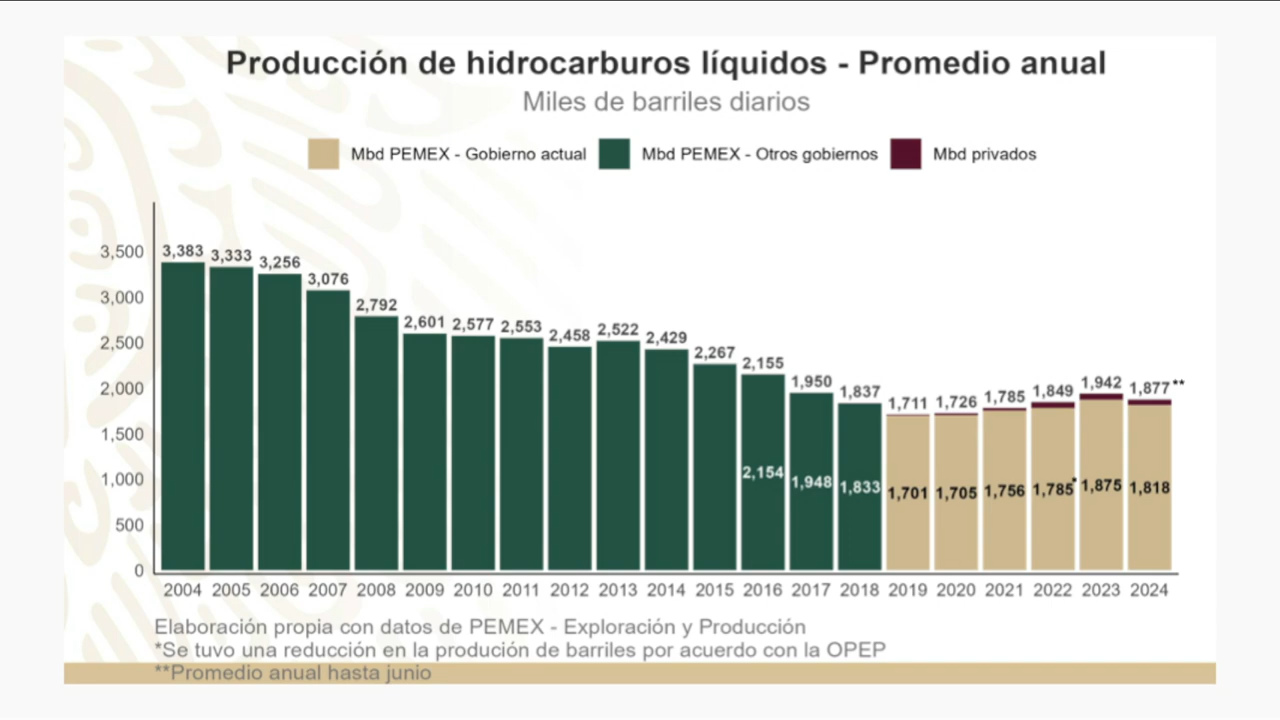 Producción de hidrocarburos líquidos - Promedio anual
Miles de barriles diarios
Mbd PEMEX - Gobierno actual Mbd PEMEX - Otros gobiernos Mbd privados
3,500
3,000
2,500
2,000
1,500
1,000
500
0
3,383 3,333 3,256 3,076 2,792 2,601 2,577 2,553 2,458 2,522 2,429 2,267 2,155 1,950 1,837 1,711 1,726 1,785 1,849 1,942 1,877**
2,154 1,948 1,833 1,701 1,705 1,756 1,785* 1,875 1,818
2004 2005 2006 2007 2008 2009 2010 2011 2012 2013 2014 2015 2016 2017 2018 2019 2020 2021 2022 2023 2024
Elaboración propia con datos de PEMEX - Exploración y Producción
*Se tuvo una reducción en la produción de barriles por acuerdo con la OPEP
**Promedio anual hasta junio